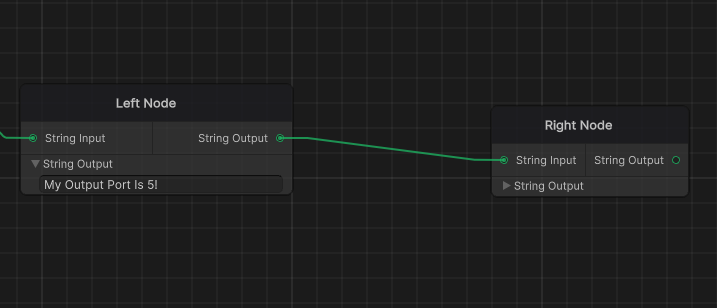 Left Node
String Input
String Output
String Output
My Output Port Is 5!
Right Node
String Input
String Output
String Output